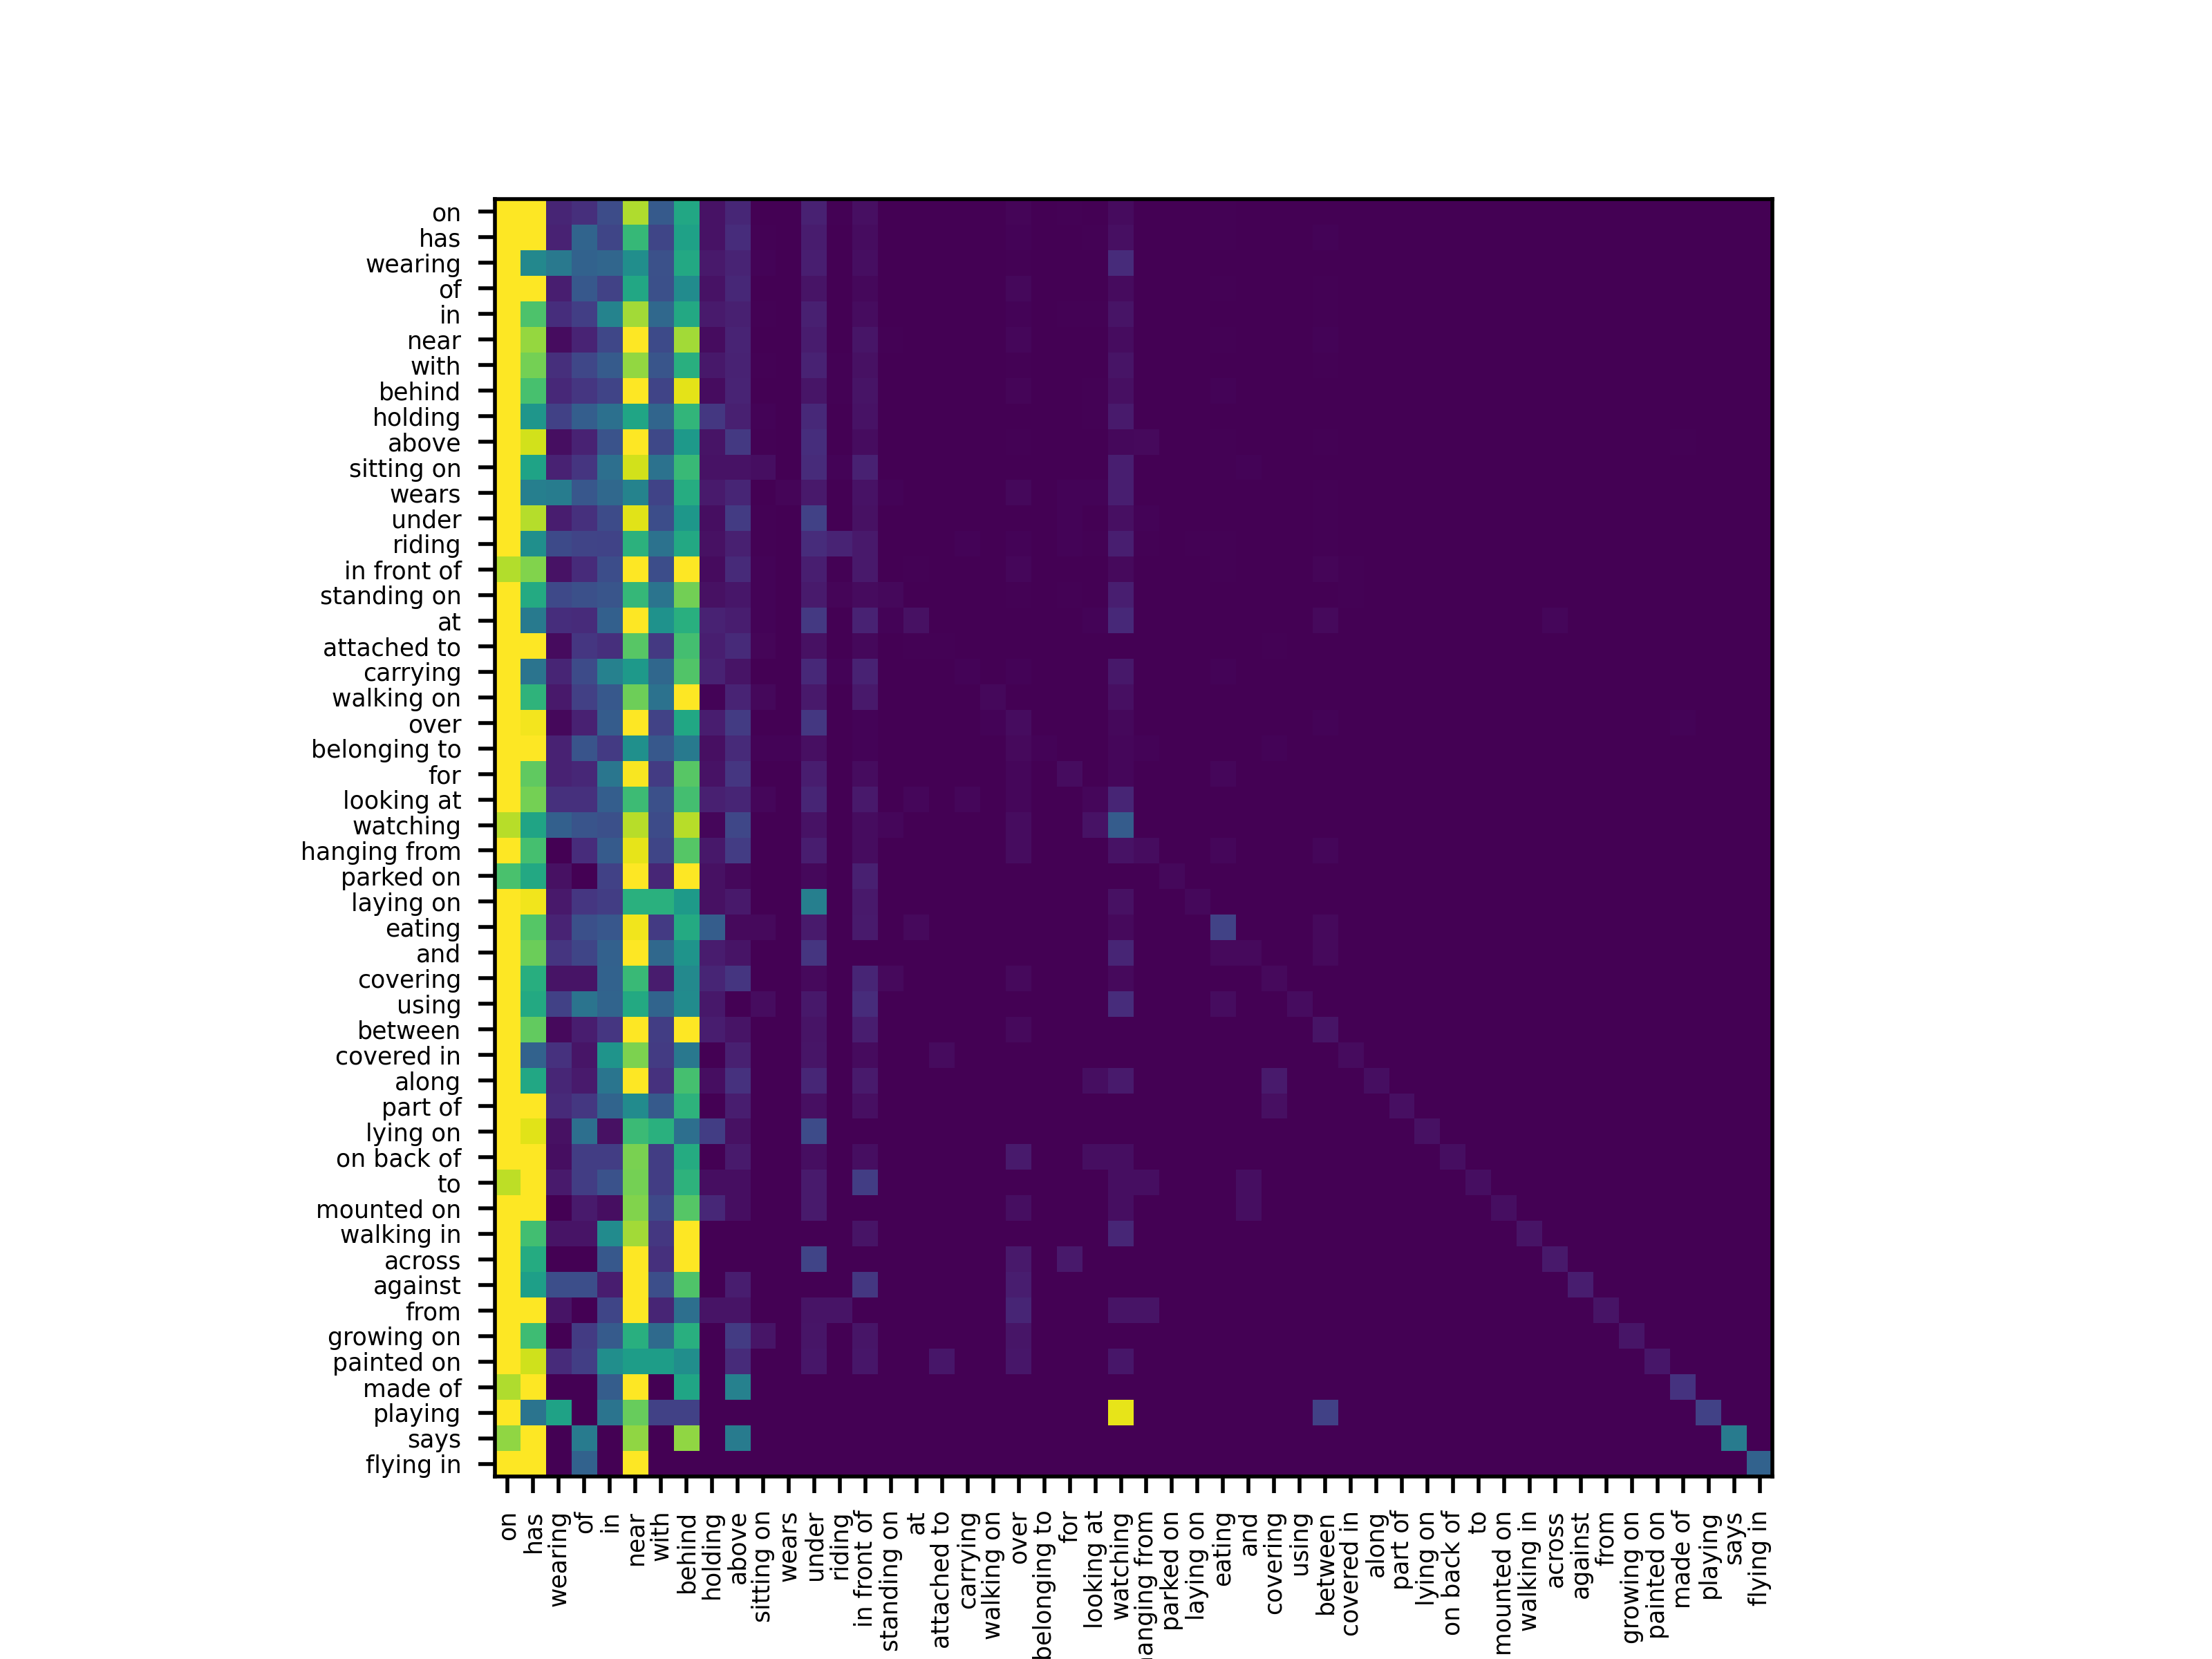 on
has
wearing
of
in
near
with
behind
holding
above
sitting on
wears
under
riding
in front of
standing on
at
attached to
carrying
walking on
over
belonging to
for
looking at
watching
hanging from
parked on
laying on
eating
and
covering
using
between
covered in
along
part of
lying on
on back of
to
mounted on
walking in
across
against
from
growing on
painted on
made of
playing
says
flying in
on
has
wearing
of
in
near
with
behind
holding
above
sitting on
wears
under
riding
in front of
standing on
at
attached to
carrying
walking on
over
belonging to
for
looking at
watching
anging from
parked on
laying on
eating
and
covering
using
between
covered in
along
part of
lying on
on back of
to
mounted on
walking in
across
against
from
growing on
painted on
made of
playing
says
flying in